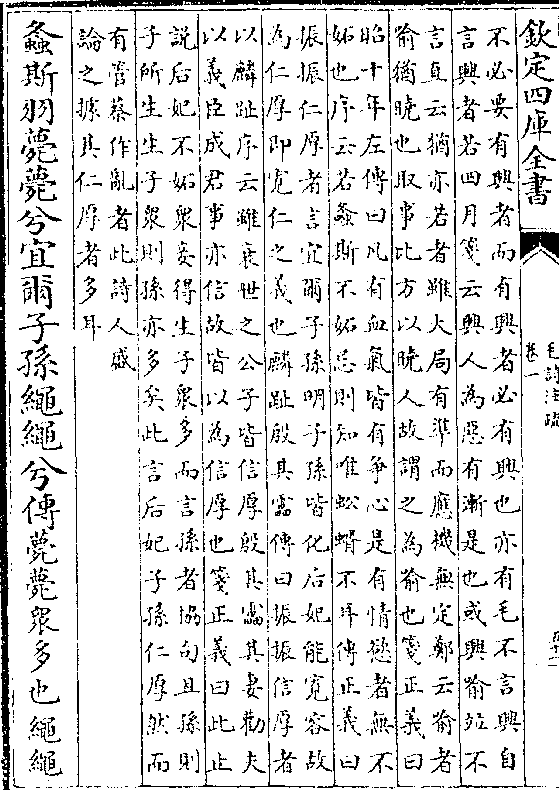 欽定四庫全書
毛詩注疏
卷一
不必要有興者而有興者必有興也亦有毛不言興自
言興者若四月箋云興人為惡有漸是也或興喻竝不
言直云猶亦若者雖大局有準而應機無定鄭云喻者
喻猶曉也取事比方以曉人故謂之為喻也箋正義曰
昭十年左傳曰凡有血氣皆有爭心是有情慾者無不
妬也序云若螽斯不妬忌則知唯蚣蝑不耳傳正義曰
振振仁厚者言宜爾子孫明子孫皆化后妃能寬容故
為仁厚即寬仁之義也麟趾殷其靁傳曰振振信厚者
以麟趾序云雖衰世之公子皆信厚殷其靁其妻勸夫
以義臣成君事亦信故皆以為信厚也箋正義曰此止
說后妃不妬衆妾得生子衆多而言孫者協句且孫則
子所生生子衆則孫亦多矣此言后妃子孫仁厚然而
有管蔡作亂者此詩人盛
論之據其仁厚者多耳
螽斯羽薨薨兮宜爾子孫繩繩兮傳薨薨衆多也繩繩